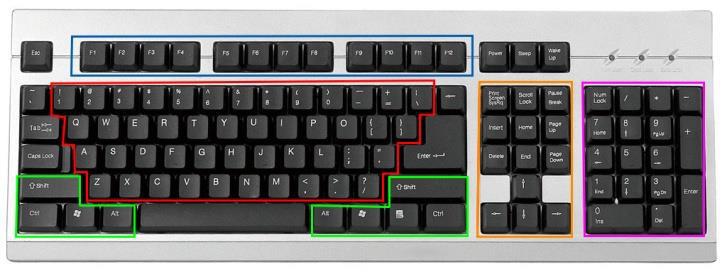 Esc F1 F2 F3 F4 F5 F6 F7 F8 F9 F10 F11 F12 Power Sleep Wake Up
~ ! 1 @ 2 # 3 $ 4 % 5 ^ 6 & 7 * 8 ( 9 ) 0 _ - + = | \ ← Print Screen SysRq Scroll Lock Pause Break Num Lock / * -
Tab Q W E R T Y U I O P { [ } ] Insert Home Page Up 7 Home 8 ↑ 9 PgUp +
Caps Lock A S D F G H J K L : ; " ' Enter Delete End Page Down 4 ← 5 6 →
⇧ Shift Z X C V B N M < , > . ? / ⇧ Shift ↑ 1 End 2 ↓ 3 PgDn Enter
Ctrl Alt Alt Ctrl ← ↓ → 0 Ins . Del